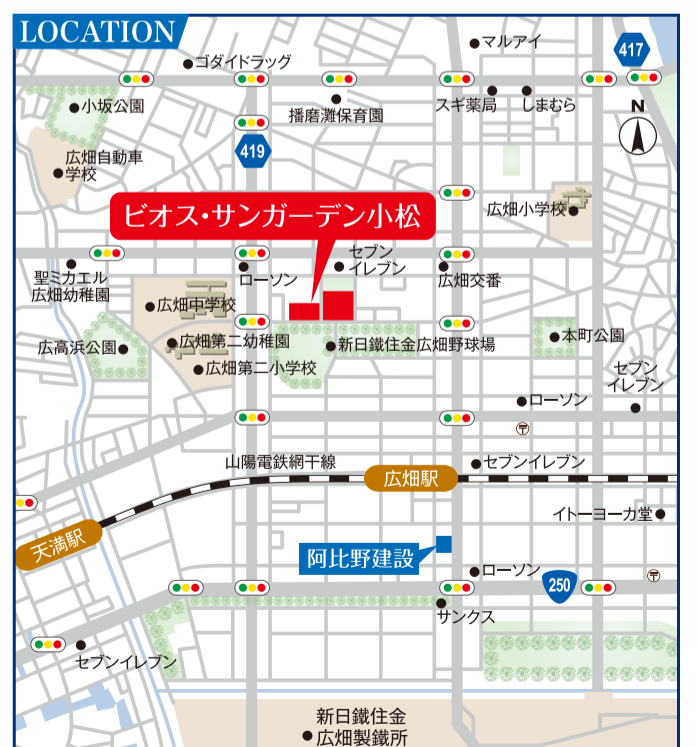 LOCATION
マルアイ
417
ゴダイドラッグ
小坂公園
播磨灘保育園
スギ薬局
しまむら
N
419
広畑自動車
学校
ビオス・サンガーデン小松
広畑小学校
セブン
イレブン
聖ミカエル
広畑幼稚園
ローソン
広畑交番
広畑中学校
広畑第二幼稚園
広畑第二小学校
広高浜公園
新日鐵住金広畑野球場
本町公園
セブン
イレブン
ローソン
〒
山陽電鉄網干線
広畑駅
セブンイレブン
イトーヨーカ堂
天満駅
阿比野建設
ローソン
250
〒
サンクス
セブンイレブン
新日鐵住金
広畑製鐵所